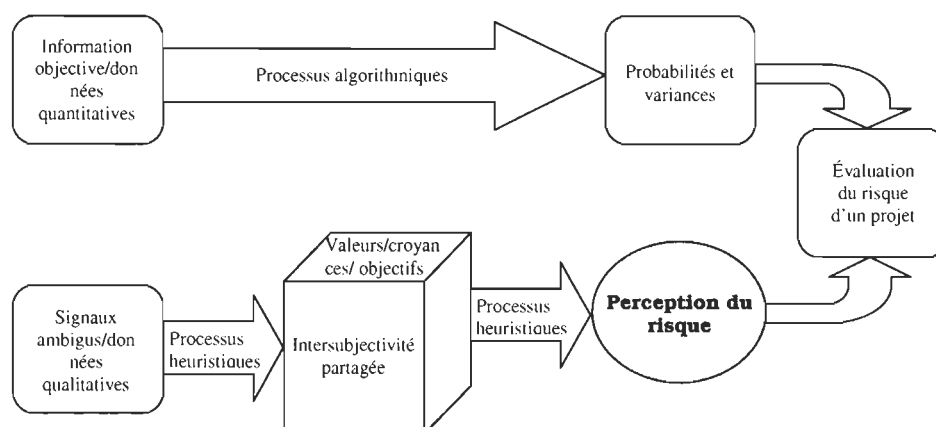 Information
objective/don
nées
quantitatives
Processus algorithmiques
Probabilités et
variances
Évaluation
du risque
d'un projet
Valeurs/croyan
ces/ objectifs
Signaux
ambigus/don
nées
qualitatives
Processus
heuristiques
Intersubjectivité
partagée
Processus
heuristiques
Perception du
risque